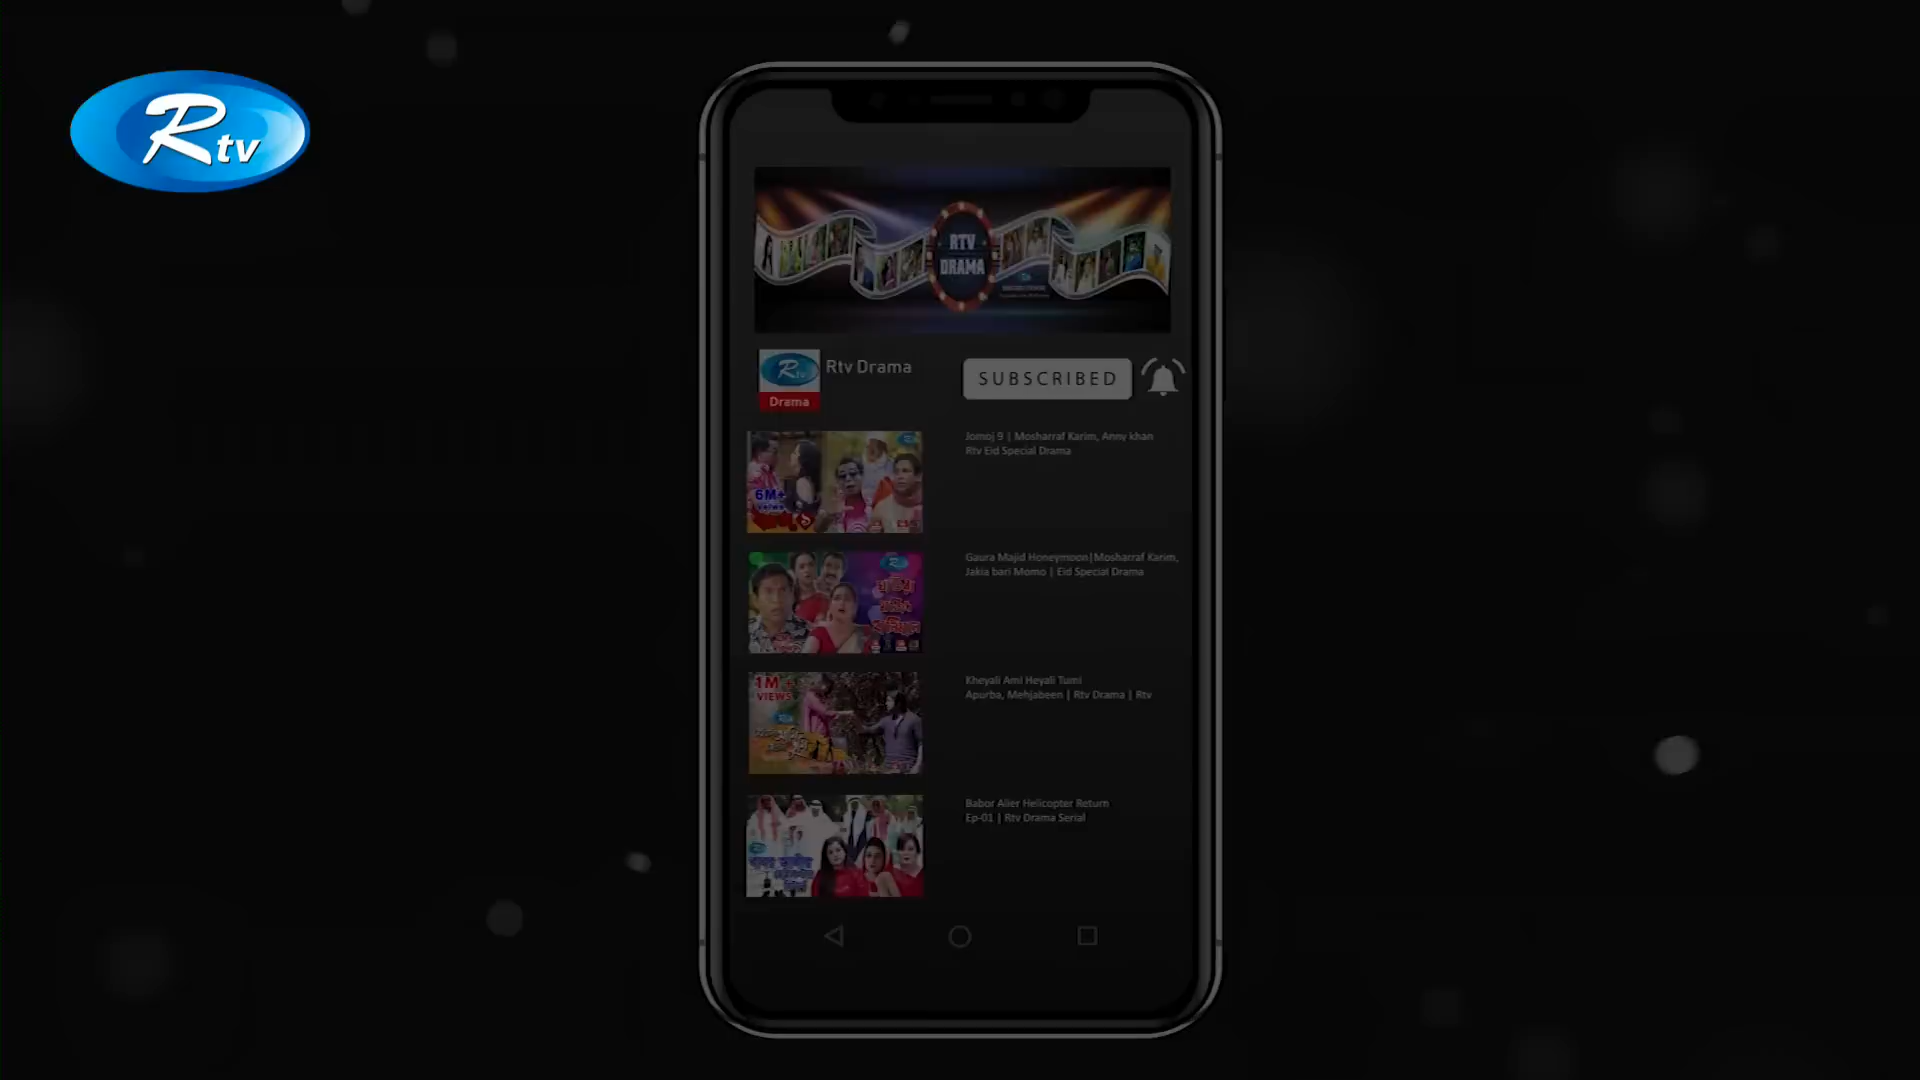 Rtv
RTV
DRAMA
Rtv Drama
SUBSCRIBED
Rtv
Drama
Jomoj 9 | Mosharraf Karim, Anny khan
Rtv Eid Special Drama
6M+
VIEWS
Gaura Majid Honeymoon|Mosharraf Karim,
Jakia bari Momo | Eid Special Drama
Kheyali Ami Heyali Tumi
Apurba, Mehjabeen | Rtv Drama | Rtv
1M +
VIEWS
Babor Alier Helicopter Return
Ep-01 | Rtv Drama Serial